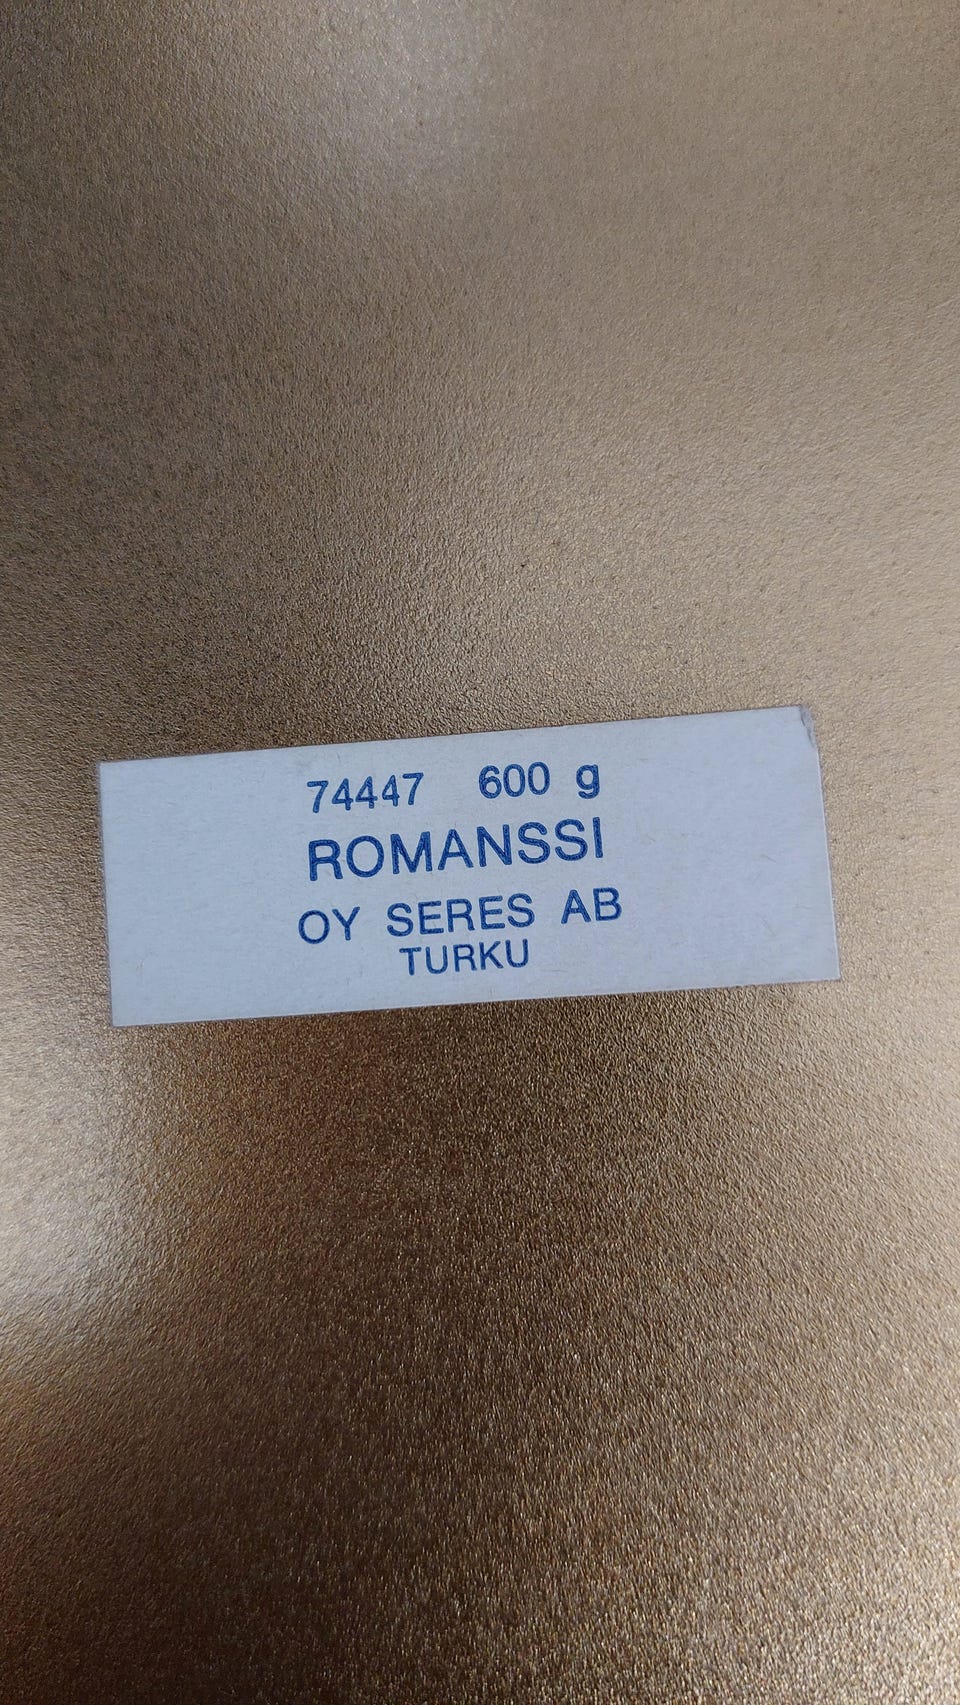 74447 600 g
ROMANSSI
OY SERES AB
TURKU